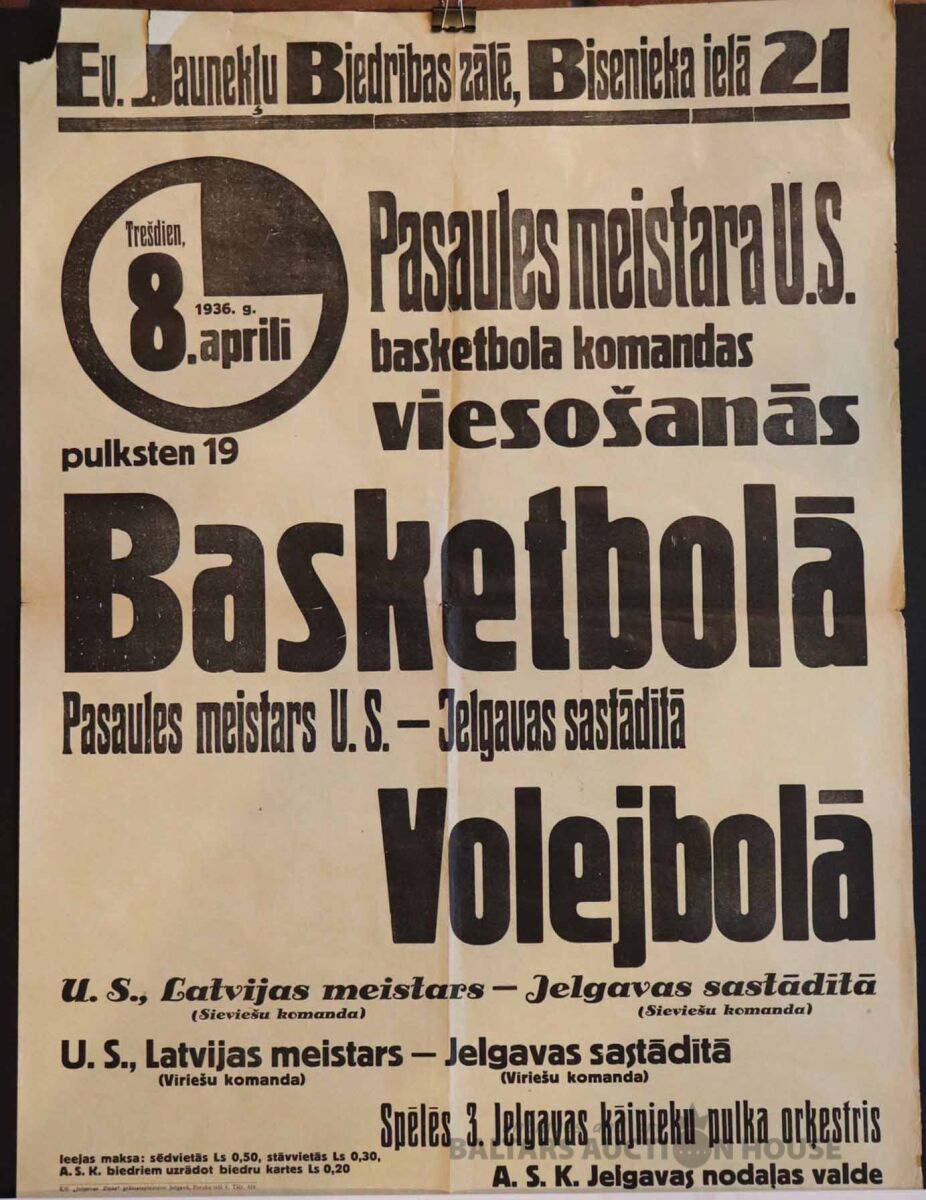 Ev. Jaunekļu Biedrības zālē, Bisenieka ielā 21
Trešdien,
8. aprilī
1936. g.
pulksten 19
Pasaules meistara U.S.
basketbola komandas
viesošanās
Basketbolā
Pasaules meistars U. S. — Jelgavas sastādītā
Volejbolā
U. S., Latvijas meistars — Jelgavas sastādītā
(Sieviešu komanda) (Sieviešu komanda)
U. S., Latvijas meistars — Jelgavas sastādītā
(Viriešu komanda) (Viriešu komanda)
Spēlēs 3. Jelgavas kājnieku pulka orķestris
Ieejas maksa: sēdvietās Ls 0,50, stāvvietās Ls 0,30,
A. S. K. biedriem uzrādot biedru kartes Ls 0,20
A. S. K. Jelgavas nodaļas valde
BALTARS AUCTION HOUSE